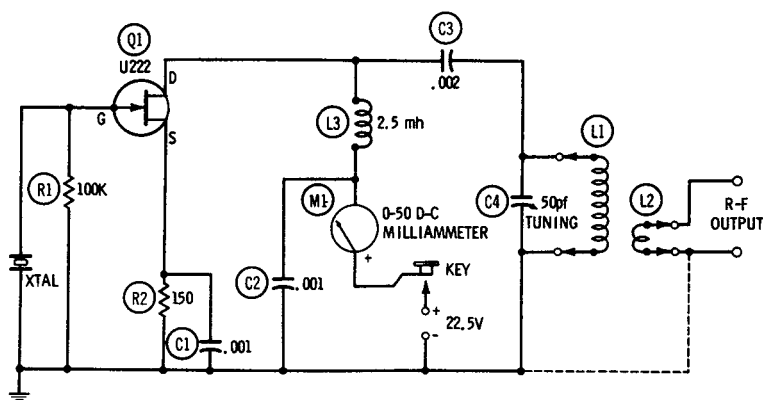 Q1
U222
D
G
S
R1
100K
XTAL
R2
150
C1
.001
C2
.001
L3
2.5 mh
M1
0-50 D-C
MILLIAMMETER
+
KEY
+
22.5V
-
C3
.002
C4
50pf
TUNING
L1
L2
R-F
OUTPUT